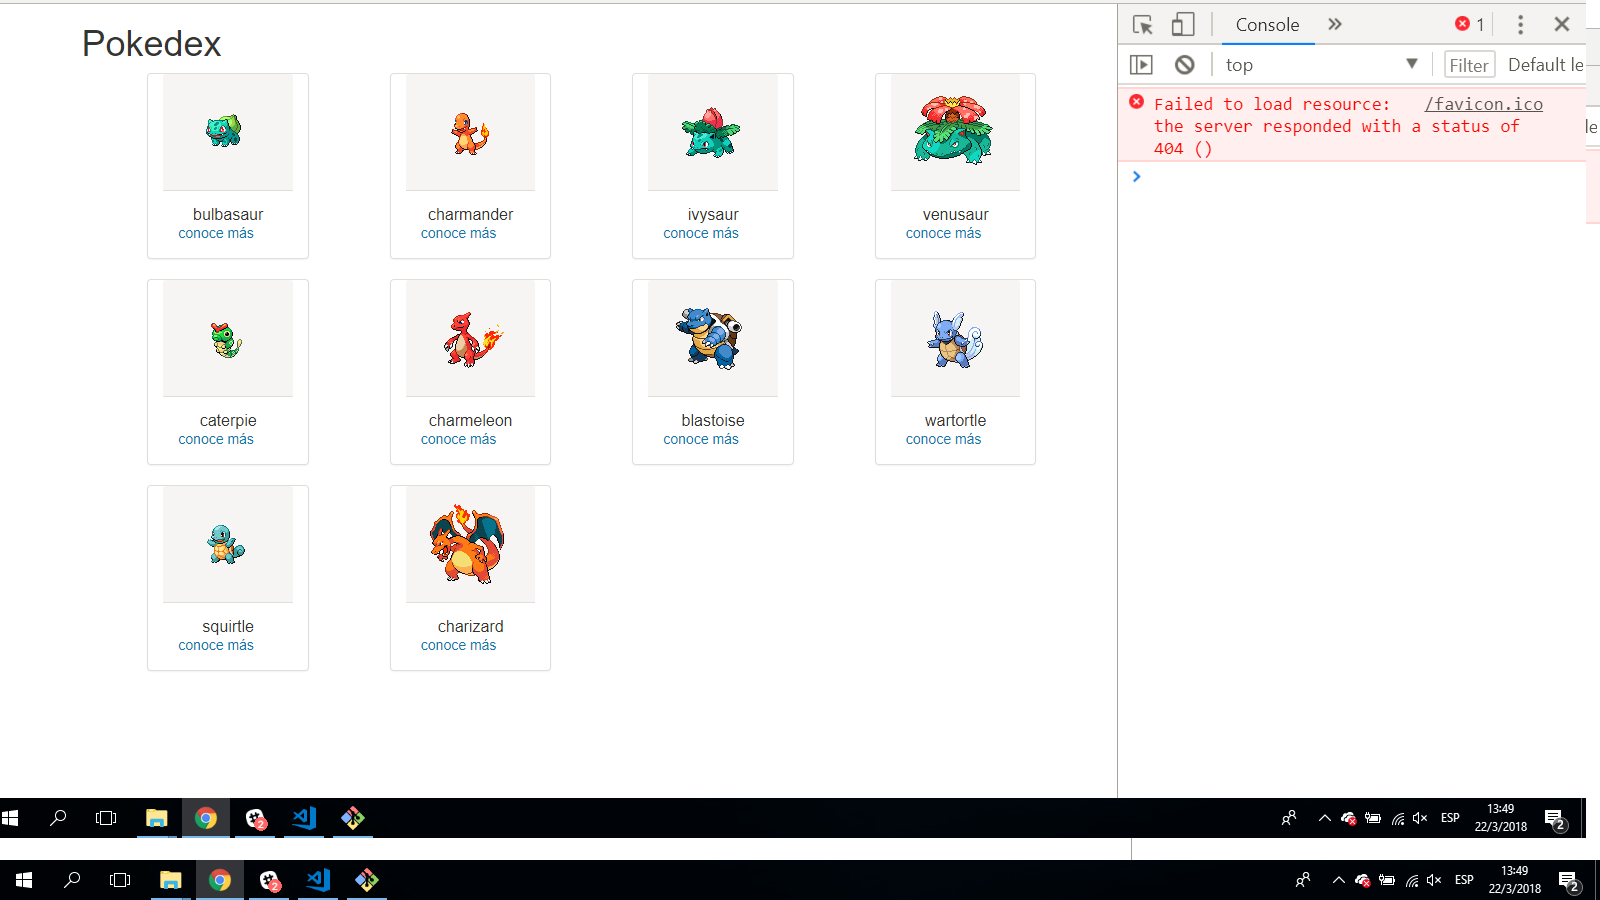 Pokedex
bulbasaur
conoce más
charmander
conoce más
ivysaur
conoce más
venusaur
conoce más
caterpie
conoce más
charmeleon
conoce más
blastoise
conoce más
wartortle
conoce más
squirtle
conoce más
charizard
conoce más
Console
1
top
Filter
Default le
Failed to load resource: /favicon.ico
the server responded with a status of
404 ()
le
2
ESP
13:49
22/3/2018
2
2
ESP
13:49
22/3/2018
2